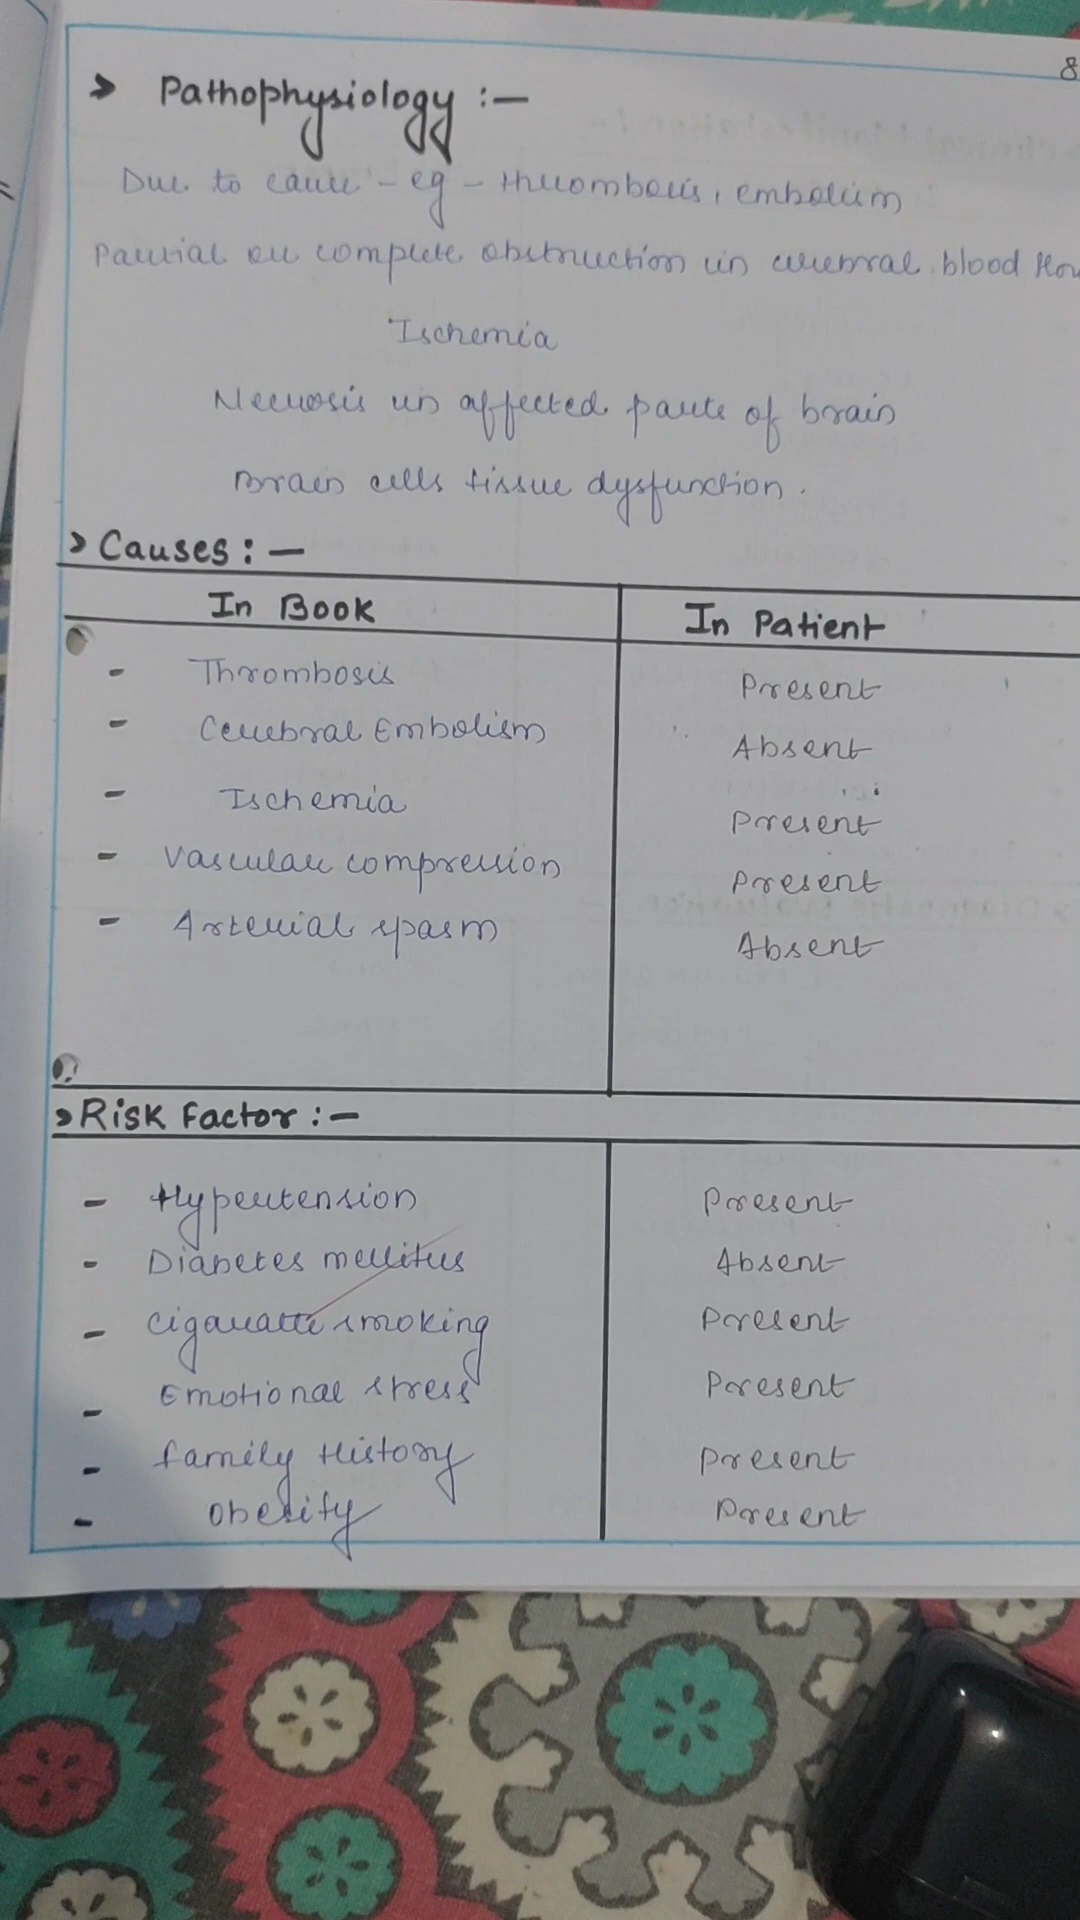 8
> Pathophysiology :-
Due to cause - eg - thrombosis, embolism
Partial or complete obstruction in cerebral blood flow
Ischemia
Necrosis in affected parts of brain
Brain cells tissue dysfunction.
> Causes : -
In Book In Patient
- Thrombosis Present
- Cerebral Embolism Absent
- Ischemia Present
- Vascular compression Present
- Arterial spasm Absent
> Risk Factor : -
- Hypertension Present
- Diabetes mellitus Absent
- Cigaratte smoking Present
- Emotional stress Present
- family History Present
- Obesity Present